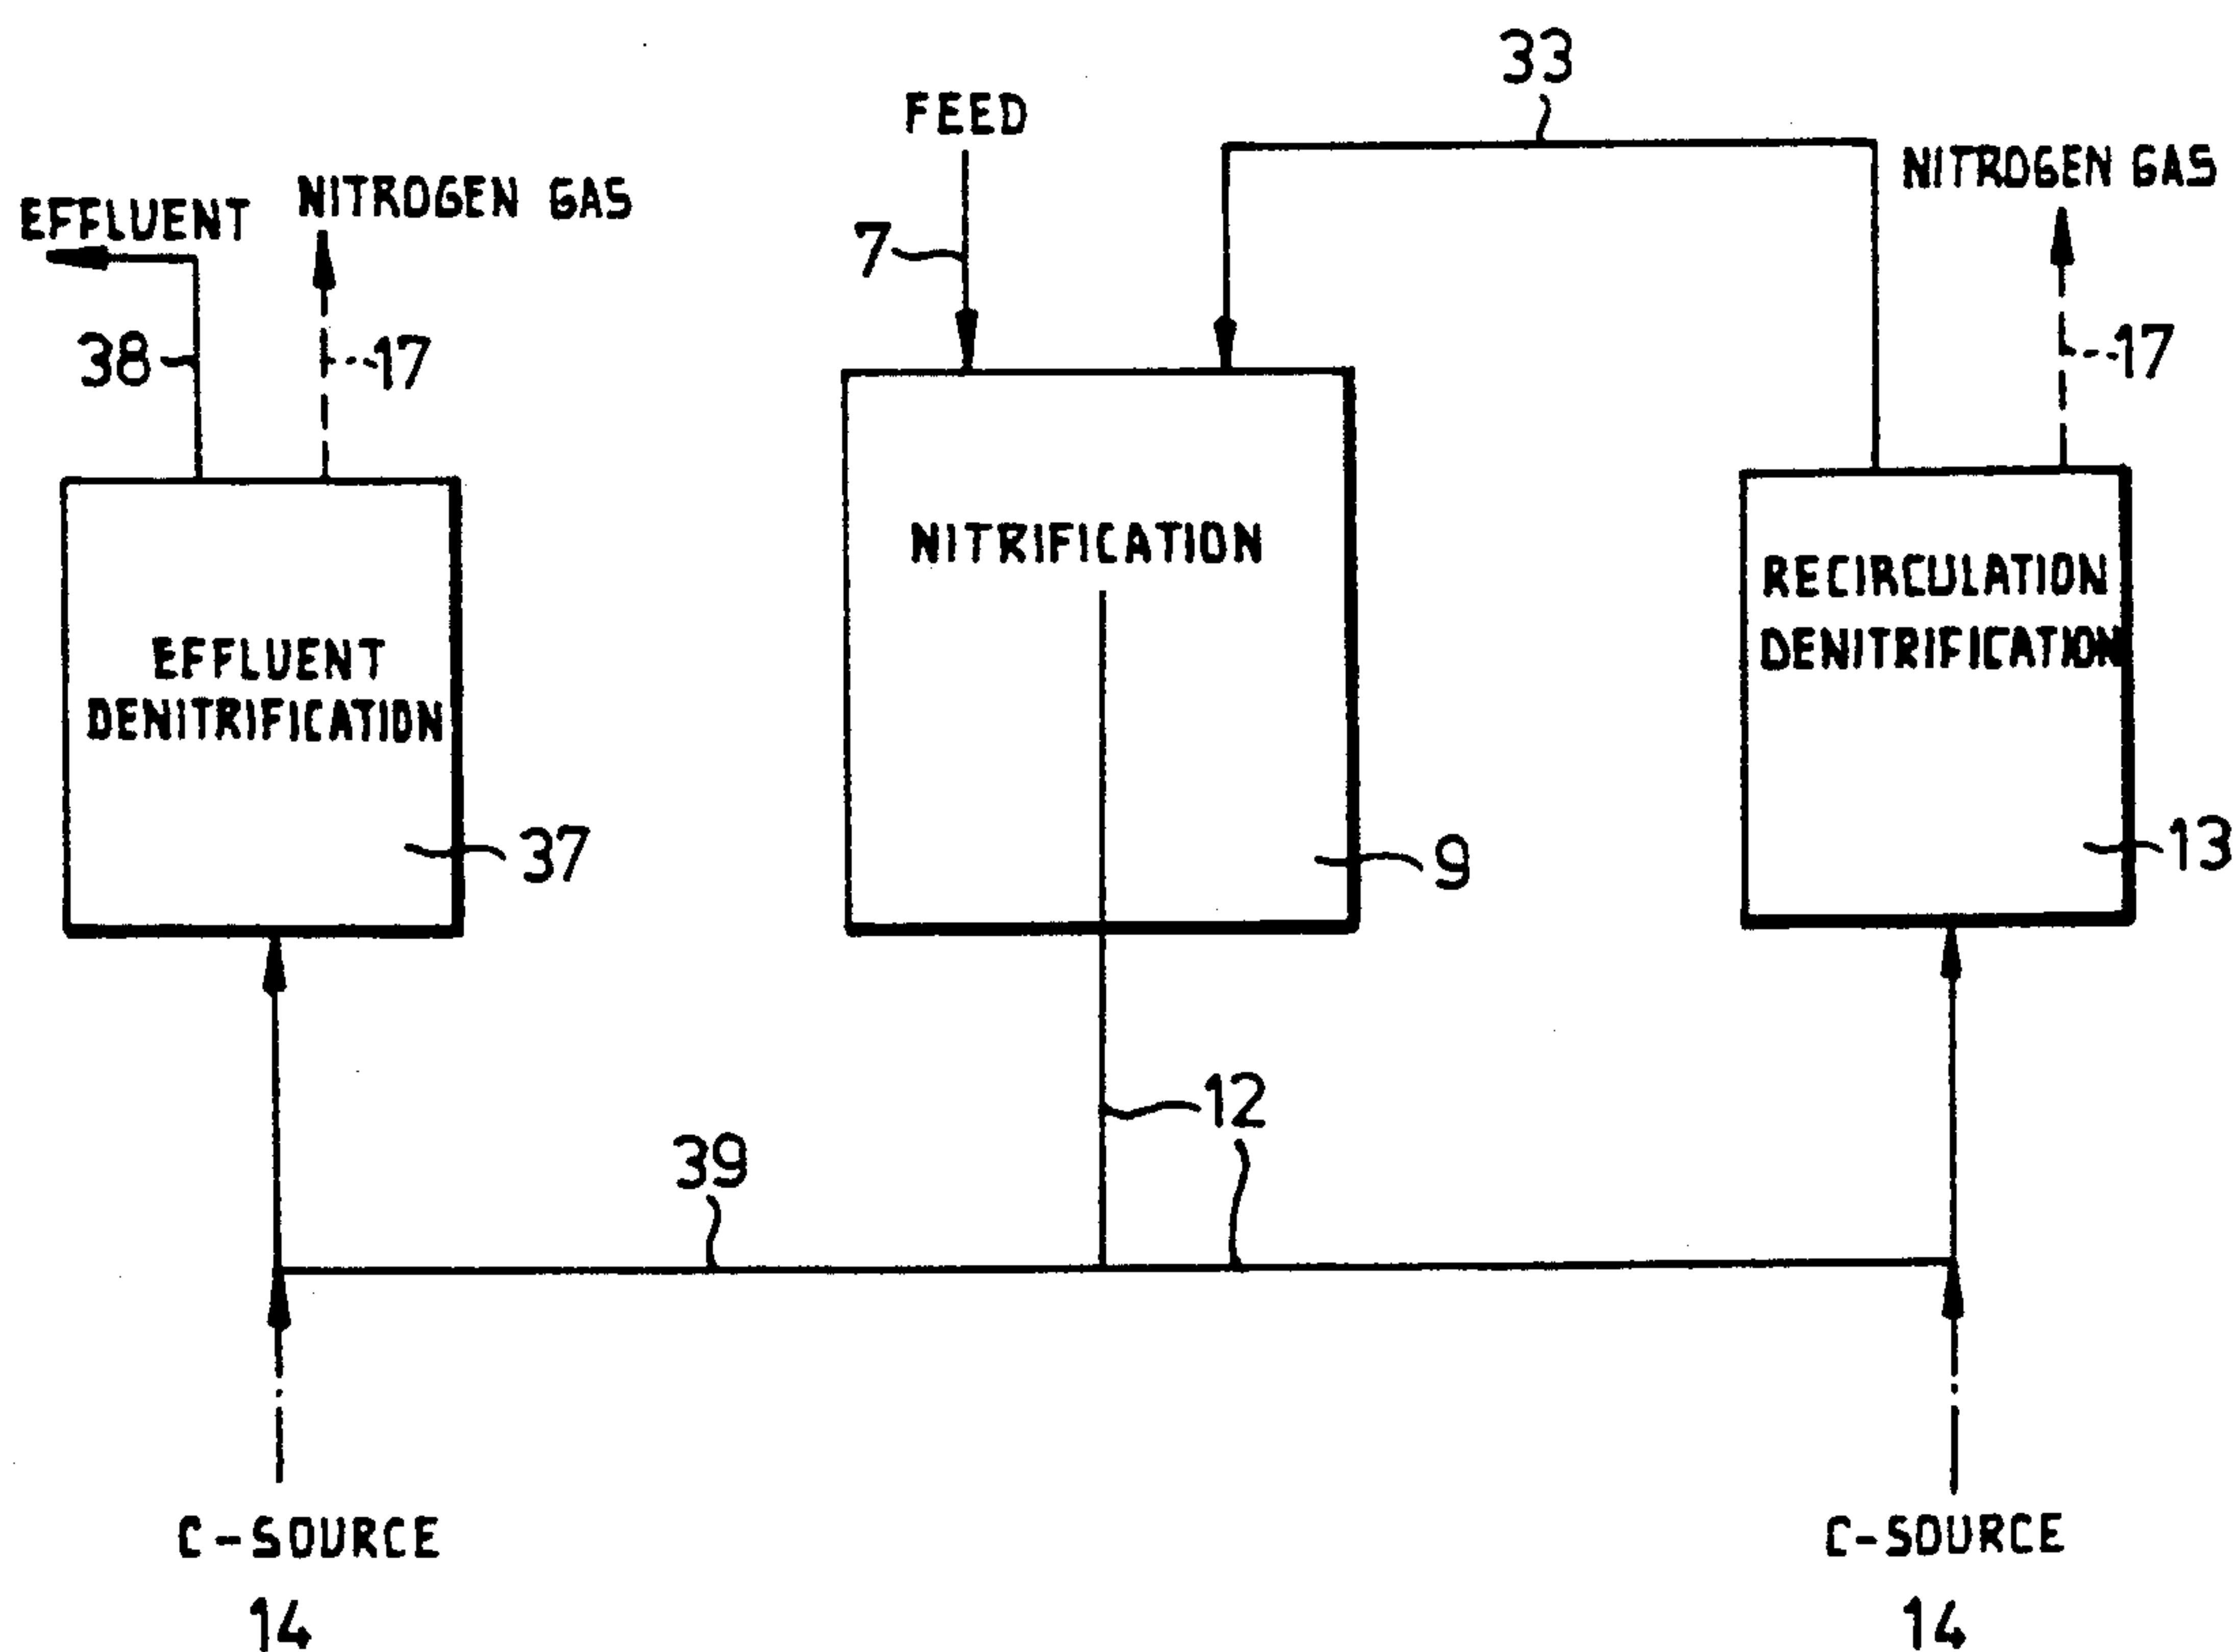 33
FEED
NITROGEN GAS
NITROGEN GAS
EFFLUENT
7
38
17
17
NITRIFICATION
RECIRCULATION
DENITRIFICATION
EFFLUENT
DENITRIFICATION
37
9
13
12
39
C-SOURCE
C-SOURCE
14
14